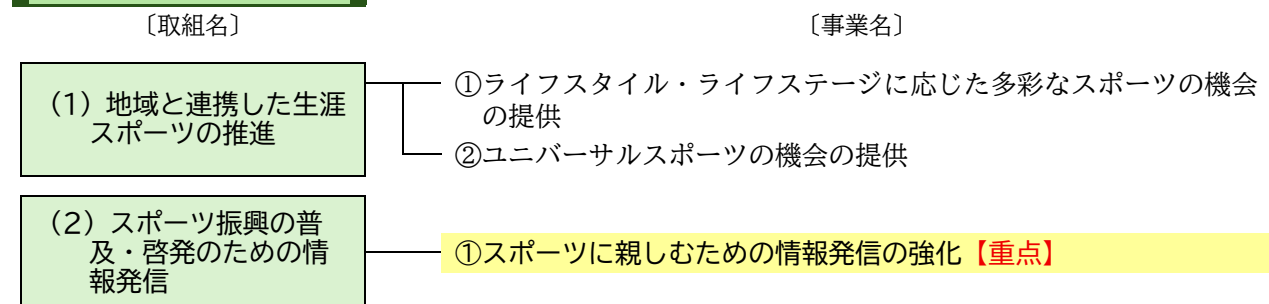 〔取組名〕
〔事業名〕
(1) 地域と連携した生涯
スポーツの推進
①ライフスタイル・ライフステージに応じた多彩なスポーツの機会
の提供
②ユニバーサルスポーツの機会の提供
(2) スポーツ振興の普
及・啓発のための情
報発信
①スポーツに親しむための情報発信の強化【重点】